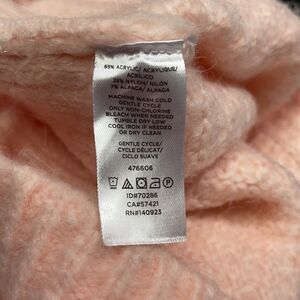 65% ACRYLIC/ ACRYLIQUE/
ACRILICO
28% NYLON/ NILÓN
7% ALPACA/ ALPAGA
MACHINE WASH COLD
GENTLE CYCLE
ONLY NON-CHLORINE
BLEACH WHEN NEEDED
TUMBLE DRY LOW
COOL IRON IF NEEDED
OR DRY CLEAN
GENTLE CYCLE/
CYCLE DÉLICAT/
CICLO SUAVE
476606
ID#70286
CA#57421
RN#140923